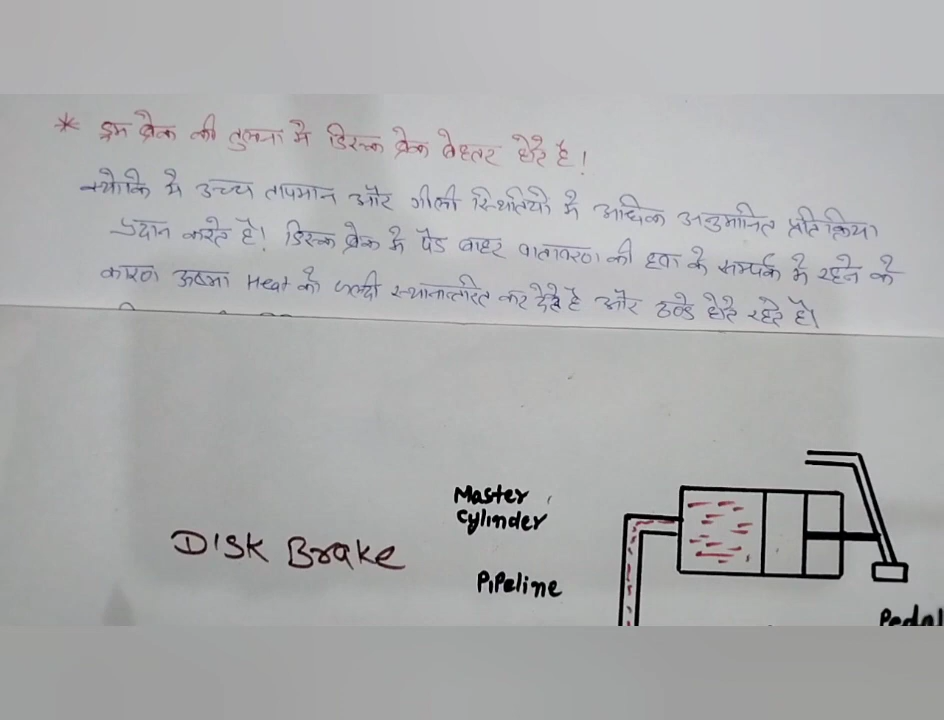 * ड्रम ब्रेक की तुलना मे डिस्क ब्रेक बेहतर होते है!
क्योकि ये उच्च तापमान और गीली स्थितियो मे अधिक अनुमानित प्रतिक्रिया
प्रदान करते है! डिस्क ब्रेक मे पैड बाहर वातावरण की हवा के सम्पर्क मे रहने के
कारण ऊष्मा Heat को जल्दी स्थानान्तरित कर देते है और ठण्डे होते रहते है।
Master
Cylinder
DISK Brake
Pipeline
Pedal